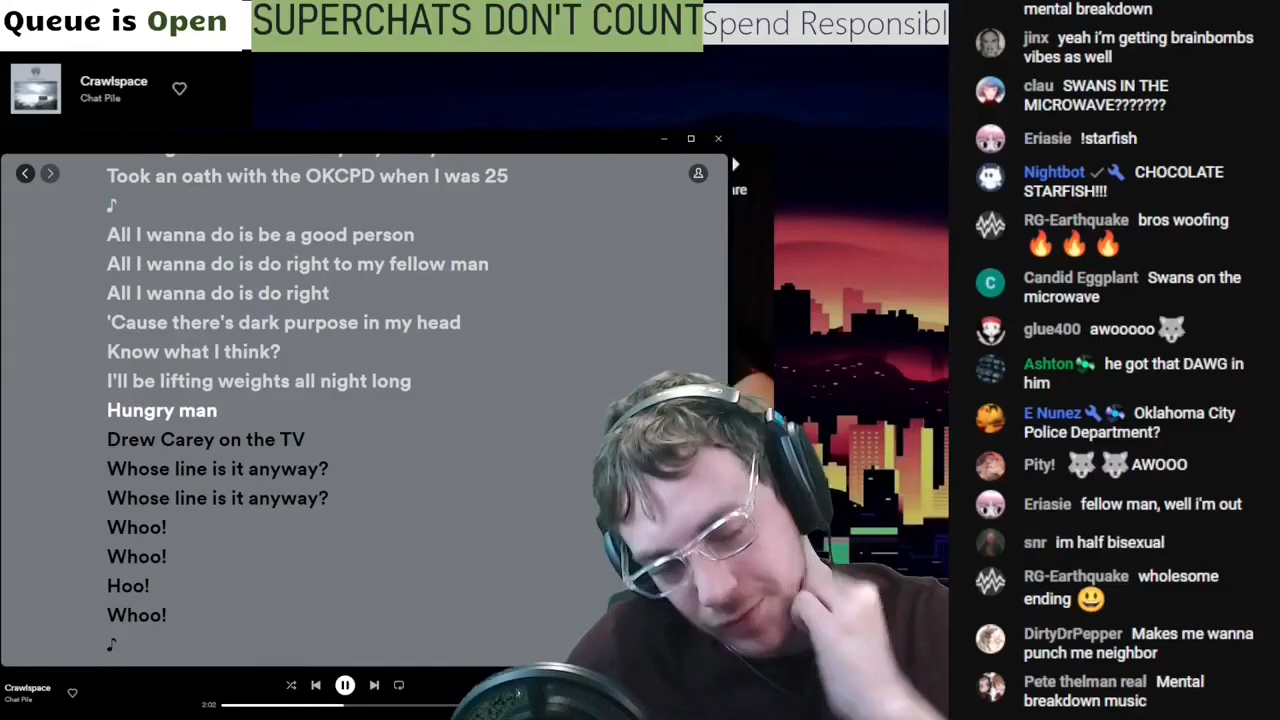 Queue is Open
SUPERCHATS DON'T COUNT
Spend Responsibl
Crawlspace
Chat Pile
Took an oath with the OKCPD when I was 25
♪
All I wanna do is be a good person
All I wanna do is do right to my fellow man
All I wanna do is do right
'Cause there's dark purpose in my head
Know what I think?
I'll be lifting weights all night long
Hungry man
Drew Carey on the TV
Whose line is it anyway?
Whose line is it anyway?
Whoo!
Whoo!
Hoo!
Whoo!
♪
are
Crawlspace
Chat Pile
2:02
mental breakdown
jinx yeah i'm getting brainbombs
vibes as well
clau SWANS IN THE
MICROWAVE???????
Eriasie !starfish
Nightbot CHOCOLATE
STARFISH!!!
RG-Earthquake bros woofing
🔥 🔥 🔥
Candid Eggplant Swans on the
microwave
glue400 awooooo 🐺
Ashton he got that DAWG in
him
E Nunez Oklahoma City
Police Department?
Pity! 🐺 🐺 AWOOO
Eriasie fellow man, well i'm out
snr im half bisexual
RG-Earthquake wholesome
ending 😃
DirtyDrPepper Makes me wanna
punch me neighbor
Pete thelman real Mental
breakdown music